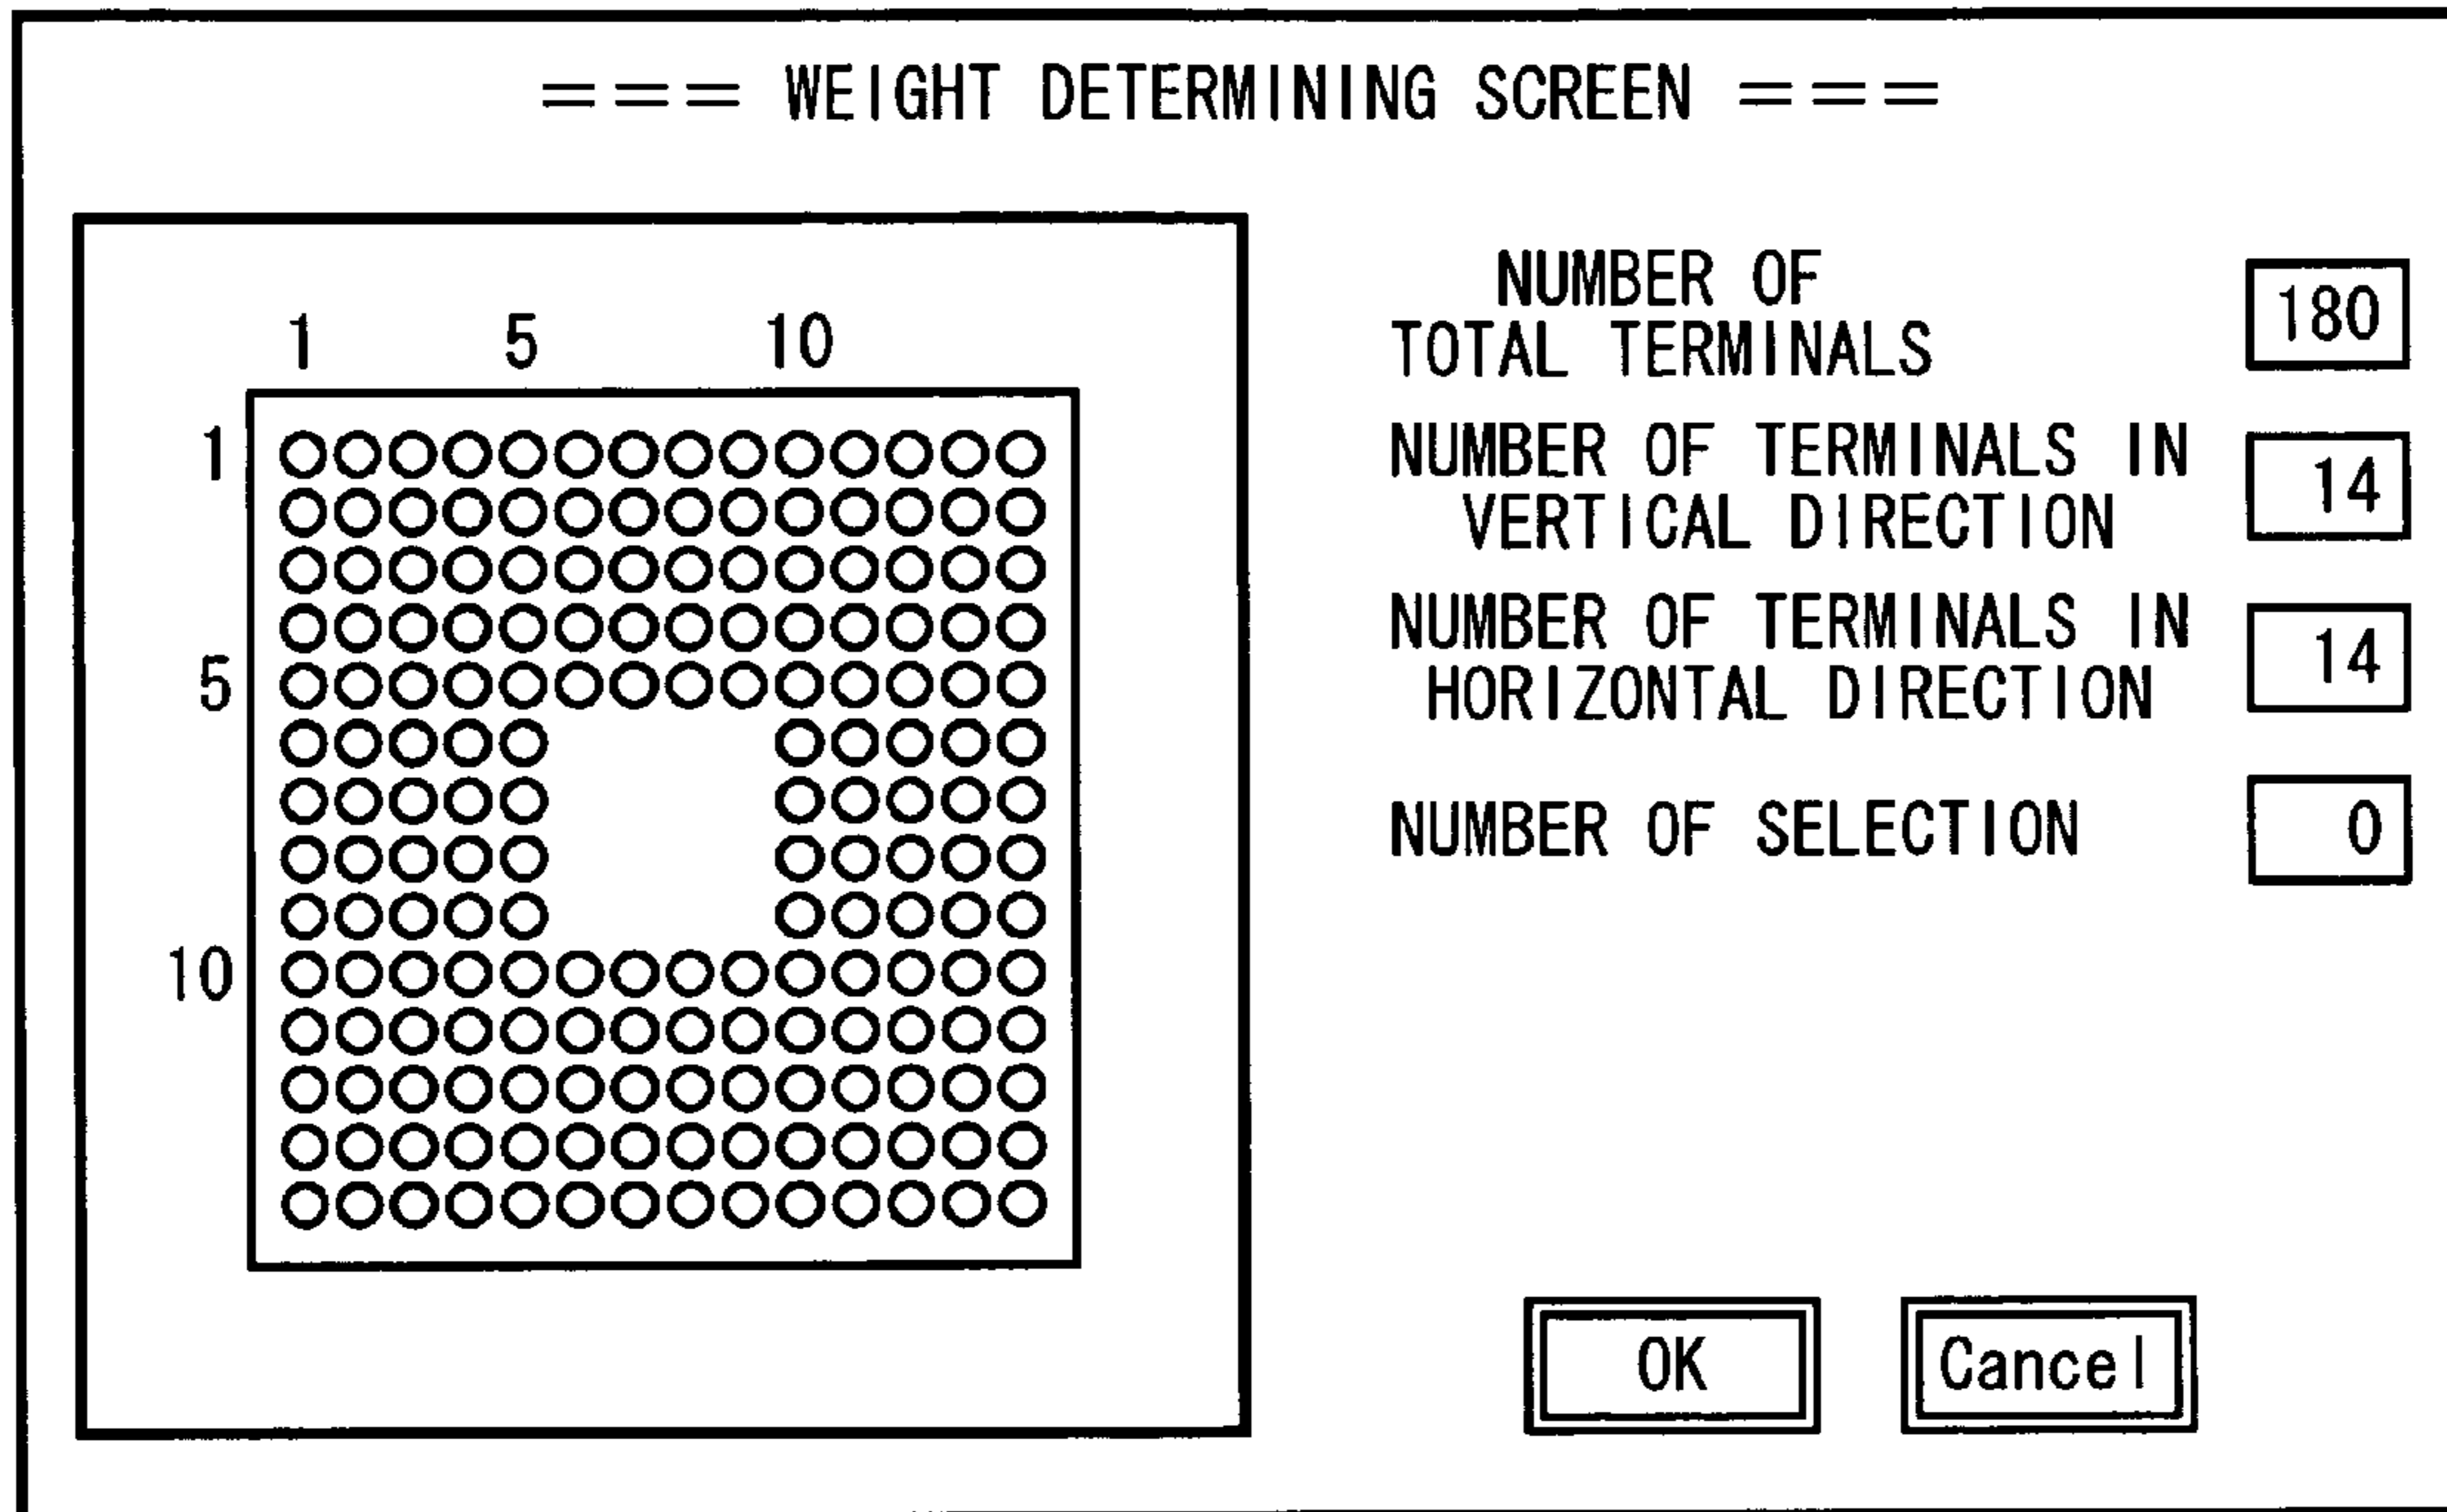 === WEIGHT DETERMINING SCREEN ===
1 5 10
1
5
10
NUMBER OF
TOTAL TERMINALS
180
NUMBER OF TERMINALS IN
VERTICAL DIRECTION
14
NUMBER OF TERMINALS IN
HORIZONTAL DIRECTION
14
NUMBER OF SELECTION
0
OK
Cancel